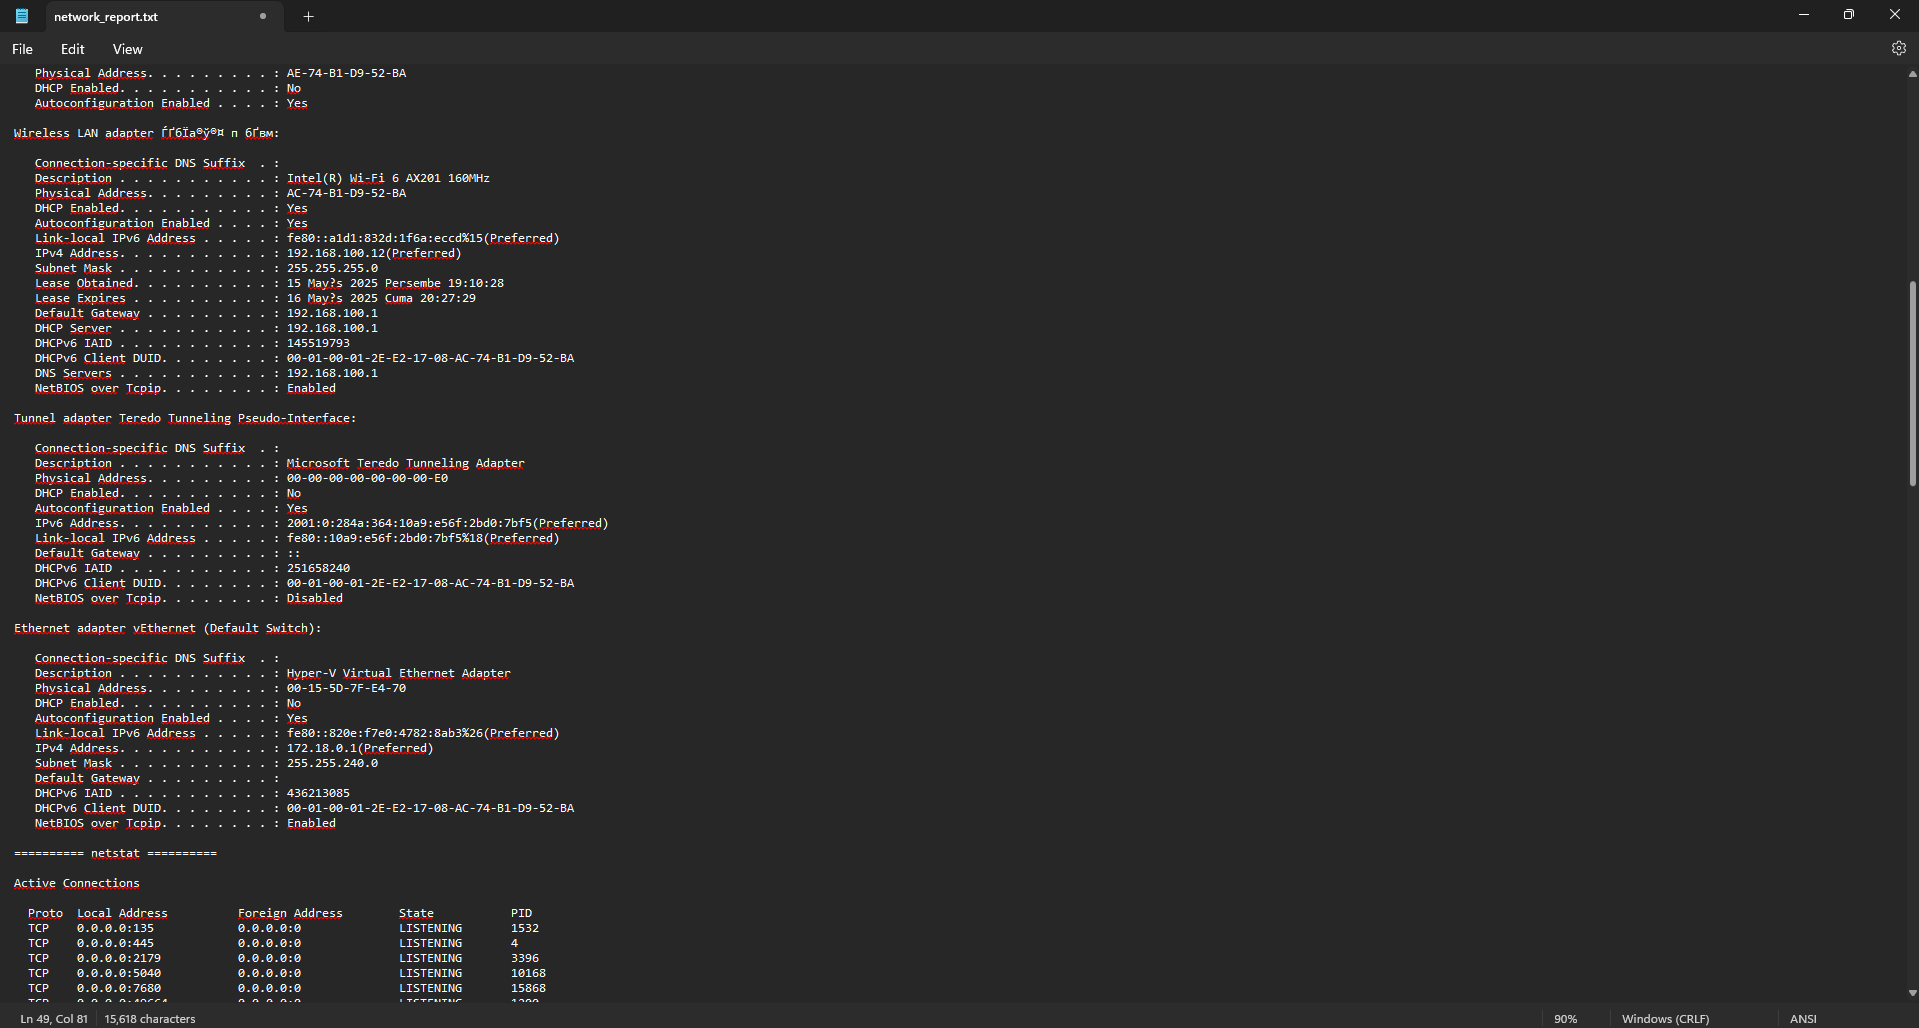 network_report.txt
File Edit View
Physical Address. . . . . . . . . : AE-74-B1-D9-52-BA
DHCP Enabled. . . . . . . . . . . : No
Autoconfiguration Enabled . . . . : Yes
Wireless LAN adapter
Connection-specific DNS Suffix . :
Description . . . . . . . . . . . : Intel(R) Wi-Fi 6 AX201 160MHz
Physical Address. . . . . . . . . : AC-74-B1-D9-52-BA
DHCP Enabled. . . . . . . . . . . : Yes
Autoconfiguration Enabled . . . . : Yes
Link-local IPv6 Address . . . . . : fe80::a1d1:832d:1f6a:eccd%15(Preferred)
IPv4 Address. . . . . . . . . . . : 192.168.100.12(Preferred)
Subnet Mask . . . . . . . . . . . : 255.255.255.0
Lease Obtained. . . . . . . . . . : 15 May?s 2025 Persembe 19:10:28
Lease Expires . . . . . . . . . . : 16 May?s 2025 Cuma 20:27:29
Default Gateway . . . . . . . . . : 192.168.100.1
DHCP Server . . . . . . . . . . . : 192.168.100.1
DHCPv6 IAID . . . . . . . . . . . : 145519793
DHCPv6 Client DUID. . . . . . . . : 00-01-00-01-2E-E2-17-08-AC-74-B1-D9-52-BA
DNS Servers . . . . . . . . . . . : 192.168.100.1
NetBIOS over Tcpip. . . . . . . . : Enabled
Tunnel adapter Teredo Tunneling Pseudo-Interface:
Connection-specific DNS Suffix . :
Description . . . . . . . . . . . : Microsoft Teredo Tunneling Adapter
Physical Address. . . . . . . . . : 00-00-00-00-00-00-00-E0
DHCP Enabled. . . . . . . . . . . : No
Autoconfiguration Enabled . . . . : Yes
IPv6 Address. . . . . . . . . . . : 2001:0:284a:364:10a9:e56f:2bd0:7bf5(Preferred)
Link-local IPv6 Address . . . . . : fe80::10a9:e56f:2bd0:7bf5%18(Preferred)
Default Gateway . . . . . . . . . : ::
DHCPv6 IAID . . . . . . . . . . . : 251658240
DHCPv6 Client DUID. . . . . . . . : 00-01-00-01-2E-E2-17-08-AC-74-B1-D9-52-BA
NetBIOS over Tcpip. . . . . . . . : Disabled
Ethernet adapter vEthernet (Default Switch):
Connection-specific DNS Suffix . :
Description . . . . . . . . . . . : Hyper-V Virtual Ethernet Adapter
Physical Address. . . . . . . . . : 00-15-5D-7F-E4-70
DHCP Enabled. . . . . . . . . . . : No
Autoconfiguration Enabled . . . . : Yes
Link-local IPv6 Address . . . . . : fe80::820e:f7e0:4782:8ab3%26(Preferred)
IPv4 Address. . . . . . . . . . . : 172.18.0.1(Preferred)
Subnet Mask . . . . . . . . . . . : 255.255.240.0
Default Gateway . . . . . . . . . :
DHCPv6 IAID . . . . . . . . . . . : 436213085
DHCPv6 Client DUID. . . . . . . . : 00-01-00-01-2E-E2-17-08-AC-74-B1-D9-52-BA
NetBIOS over Tcpip. . . . . . . . : Enabled
========== netstat ==========
Active Connections
Proto Local Address Foreign Address State PID
TCP 0.0.0.0:135 0.0.0.0:0 LISTENING 1532
TCP 0.0.0.0:445 0.0.0.0:0 LISTENING 4
TCP 0.0.0.0:2179 0.0.0.0:0 LISTENING 3396
TCP 0.0.0.0:5040 0.0.0.0:0 LISTENING 10168
TCP 0.0.0.0:7680 0.0.0.0:0 LISTENING 15868
Ln 49, Col 81 15,618 characters 90% Windows (CRLF) ANSI